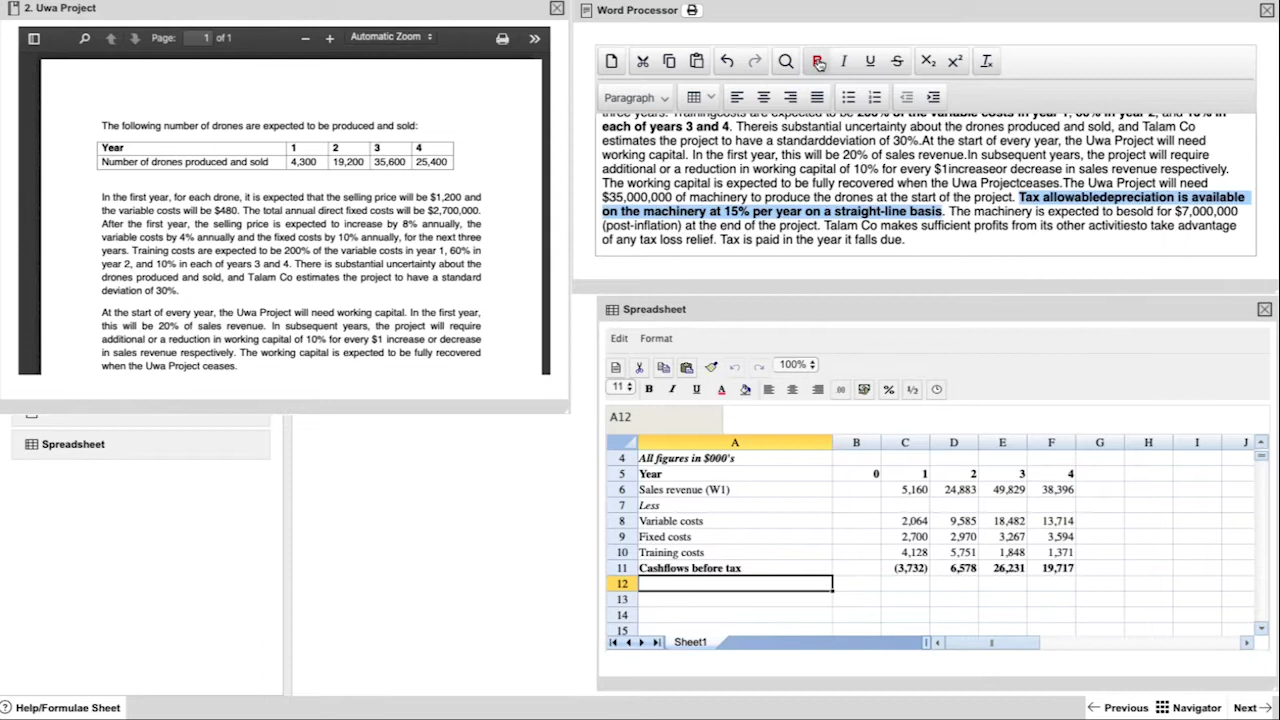 2. Uwa Project
Page: 1 of 1
Automatic Zoom
The following number of drones are expected to be produced and sold:
Year 1 2 3 4
Number of drones produced and sold 4,300 19,200 35,600 25,400
In the first year, for each drone, it is expected that the selling price will be $1,200 and
the variable costs will be $480. The total annual direct fixed costs will be $2,700,000.
After the first year, the selling price is expected to increase by 8% annually, the
variable costs by 4% annually and the fixed costs by 10% annually, for the next three
years. Training costs are expected to be 200% of the variable costs in year 1, 60% in
year 2, and 10% in each of years 3 and 4. There is substantial uncertainty about the
drones produced and sold, and Talam Co estimates the project to have a standard
deviation of 30%.
At the start of every year, the Uwa Project will need working capital. In the first year,
this will be 20% of sales revenue. In subsequent years, the project will require
additional or a reduction in working capital of 10% for every $1 increase or decrease
in sales revenue respectively. The working capital is expected to be fully recovered
when the Uwa Project ceases.
Spreadsheet
Help/Formulae Sheet
Word Processor
Paragraph
each of years 3 and 4. Thereis substantial uncertainty about the drones produced and sold, and Talam Co
estimates the project to have a standarddeviation of 30%.At the start of every year, the Uwa Project will need
working capital. In the first year, this will be 20% of sales revenue.In subsequent years, the project will require
additional or a reduction in working capital of 10% for every $1increaseor decrease in sales revenue respectively.
The working capital is expected to be fully recovered when the Uwa Projectceases.The Uwa Project will need
$35,000,000 of machinery to produce the drones at the start of the project. Tax allowabledepreciation is available
on the machinery at 15% per year on a straight-line basis. The machinery is expected to besold for $7,000,000
(post-inflation) at the end of the project. Talam Co makes sufficient profits from its other activitiesto take advantage
of any tax loss relief. Tax is paid in the year it falls due.
Spreadsheet
Edit Format
100%
11 B I U A .00 % 1/2
A12
A B C D E F G H I J
4 All figures in $000's
5 Year 0 1 2 3 4
6 Sales revenue (W1) 5,160 24,883 49,829 38,396
7 Less
8 Variable costs 2,064 9,585 18,482 13,714
9 Fixed costs 2,700 2,970 3,267 3,594
10 Training costs 4,128 5,751 1,848 1,371
11 Cashflows before tax (3,732) 6,578 26,231 19,717
12
13
14
15
Sheet1
Previous Navigator Next